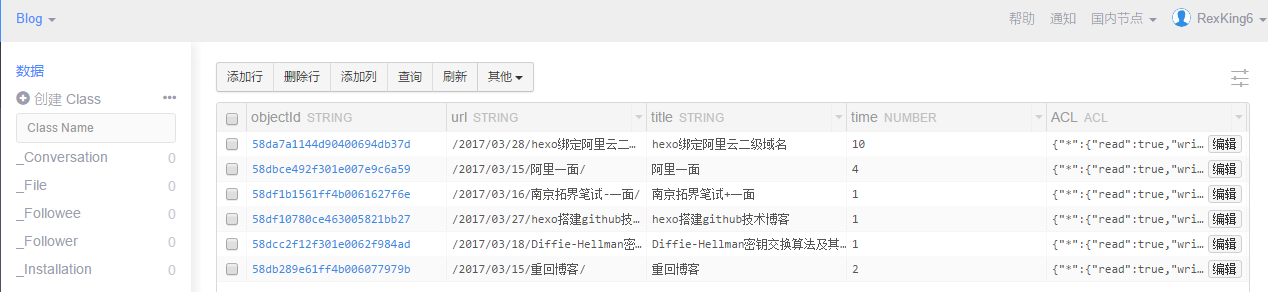 Blog 帮助 通知 国内节点 RexKing6
数据
创建 Class
Class Name
_Conversation 0
_File 0
_Followee 0
_Follower 0
_Installation 0
添加行 删除行 添加列 查询 刷新 其他
objectId STRING url STRING title STRING time NUMBER ACL ACL
58da7a1144d90400694db37d /2017/03/28/hexo绑定阿里云二… hexo绑定阿里云二级域名 10 {"*":{"read":true,"wri… 编辑
58dbce492f301e007e9c6a59 /2017/03/15/阿里一面/ 阿里一面 4 {"*":{"read":true,"wri… 编辑
58df1b1561ff4b0061627f6e /2017/03/16/南京拓界笔试-一面/ 南京拓界笔试+一面 1 {"*":{"read":true,"wri… 编辑
58df10780ce463005821bb27 /2017/03/27/hexo搭建github技… hexo搭建github技术博客 1 {"*":{"read":true,"wri… 编辑
58dcc2f12f301e0062f984ad /2017/03/18/Diffie-Hellman密… Diffie-Hellman密钥交换算法及其… 1 {"*":{"read":true,"wri… 编辑
58db289e61ff4b006077979b /2017/03/15/重回博客/ 重回博客 2 {"*":{"read":true,"wri… 编辑